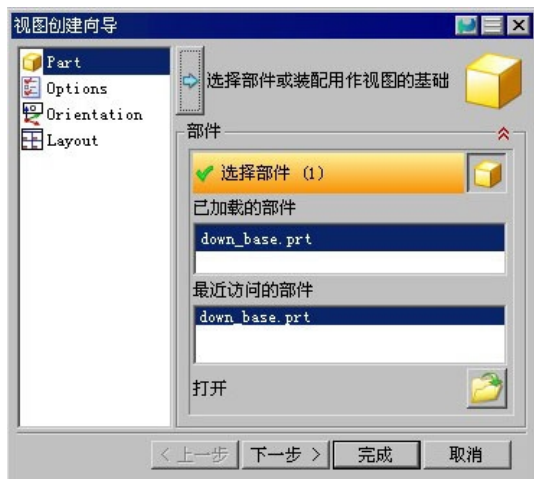 视图创建向导
Part
Options
Orientation
Layout
选择部件或装配用作视图的基础
部件
选择部件 (1)
已加载的部件
down_base.prt
最近访问的部件
down_base.prt
打开
< 上一步
下一步 >
完成
取消